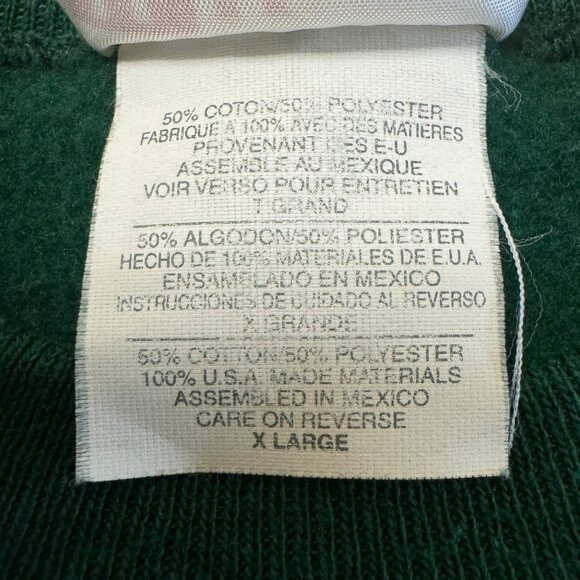 50% COTON/50% POLYESTER
FABRIQUE A 100% AVEC DES MATIERES
PROVENANT DES E-U
ASSEMBLE AU MEXIQUE
VOIR VERSO POUR ENTRETIEN
T GRAND
50% ALGODON/50% POLIESTER
HECHO DE 100% MATERIALES DE E.U.A.
ENSAMBLADO EN MEXICO
INSTRUCCIONES DE CUIDADO AL REVERSO
X GRANDE
50% COTTON/50% POLYESTER
100% U.S.A. MADE MATERIALS
ASSEMBLED IN MEXICO
CARE ON REVERSE
X LARGE